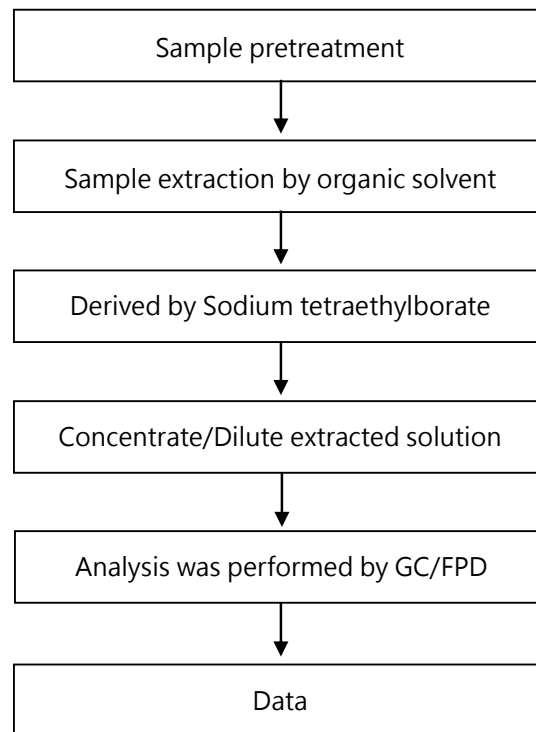 Sample pretreatment
Sample extraction by organic solvent
Derived by Sodium tetraethylborate
Concentrate/Dilute extracted solution
Analysis was performed by GC/FPD
Data